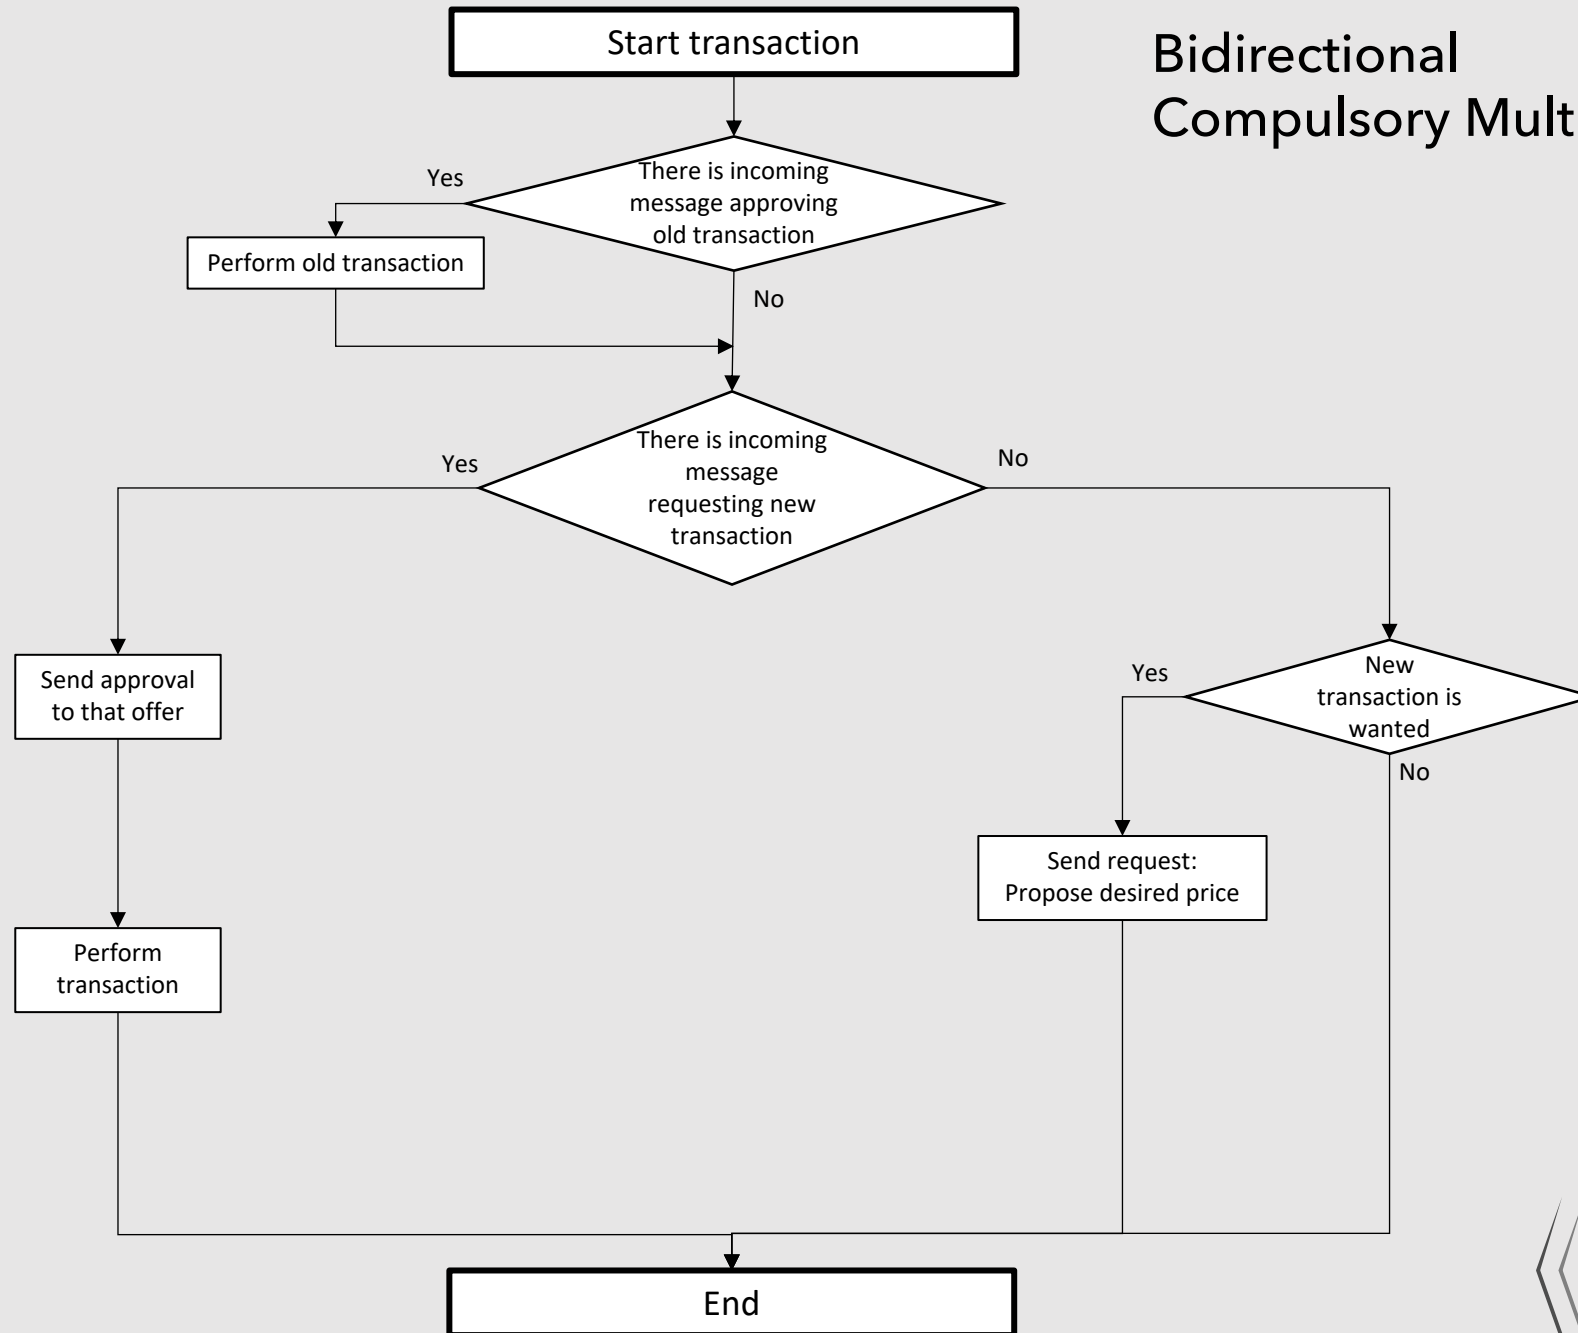 Start transaction
Bidirectional
Compulsory Mult
There is incoming
message approving
old transaction
Yes
Perform old transaction
No
There is incoming
message
requesting new
transaction
Yes
No
Send approval
to that offer
New
transaction is
wanted
Yes
No
Send request:
Propose desired price
Perform
transaction
End